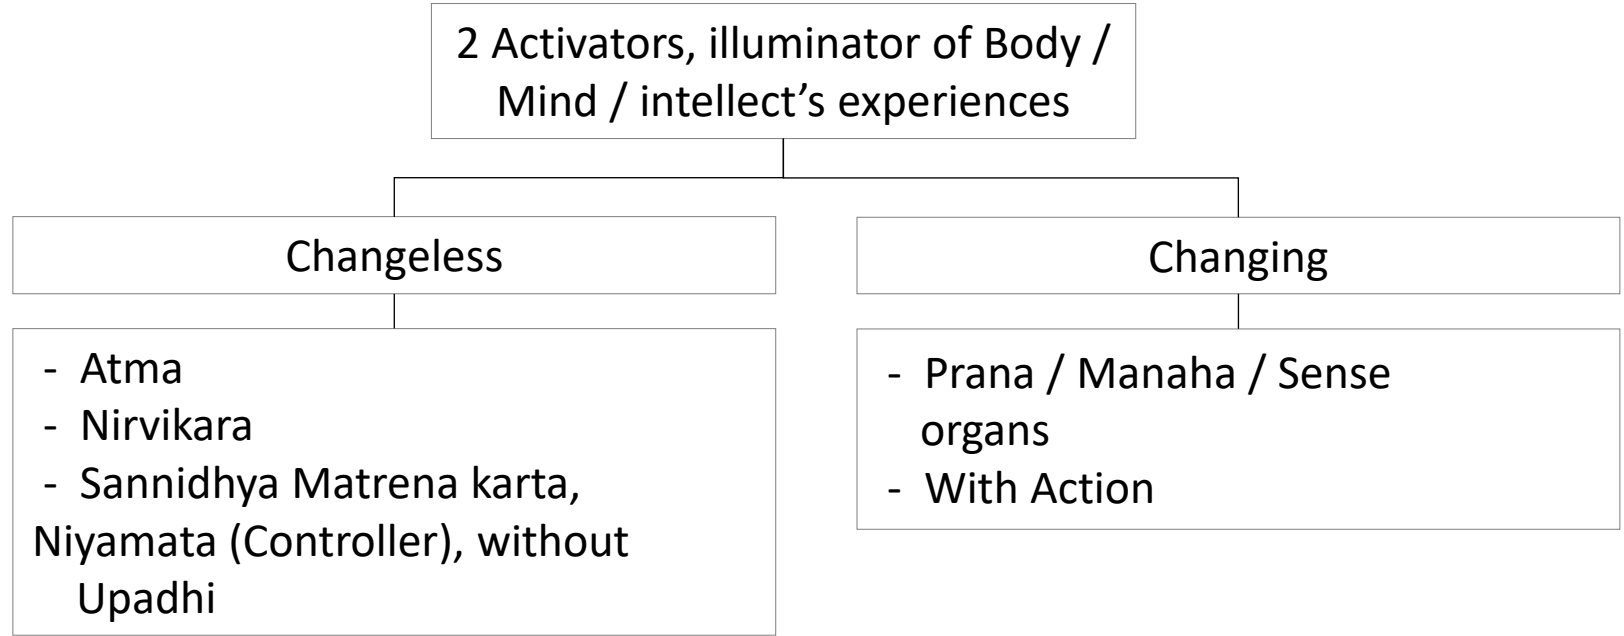 2 Activators, illuminator of Body /
Mind / intellect’s experiences
Changeless
Changing
- Atma
- Nirvikara
- Sannidhya Matrena karta,
Niyamata (Controller), without
Upadhi
- Prana / Manaha / Sense
organs
- With Action